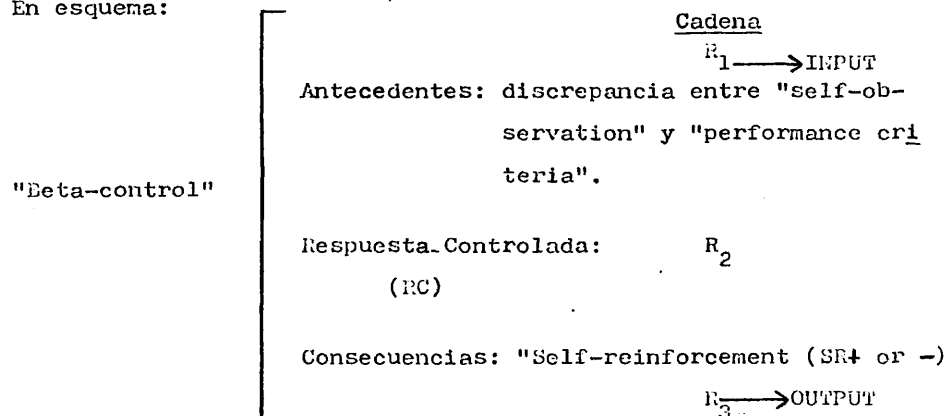 En esquema:
Cadena
R1⟶INPUT
Antecedentes: discrepancia entre "self-ob-
servation" y "performance cri
teria".
"Beta-control"
Respuesta Controlada: R2
(RC)
Consecuencias: "Self-reinforcement (SR+ or -)
R3⟶OUTPUT